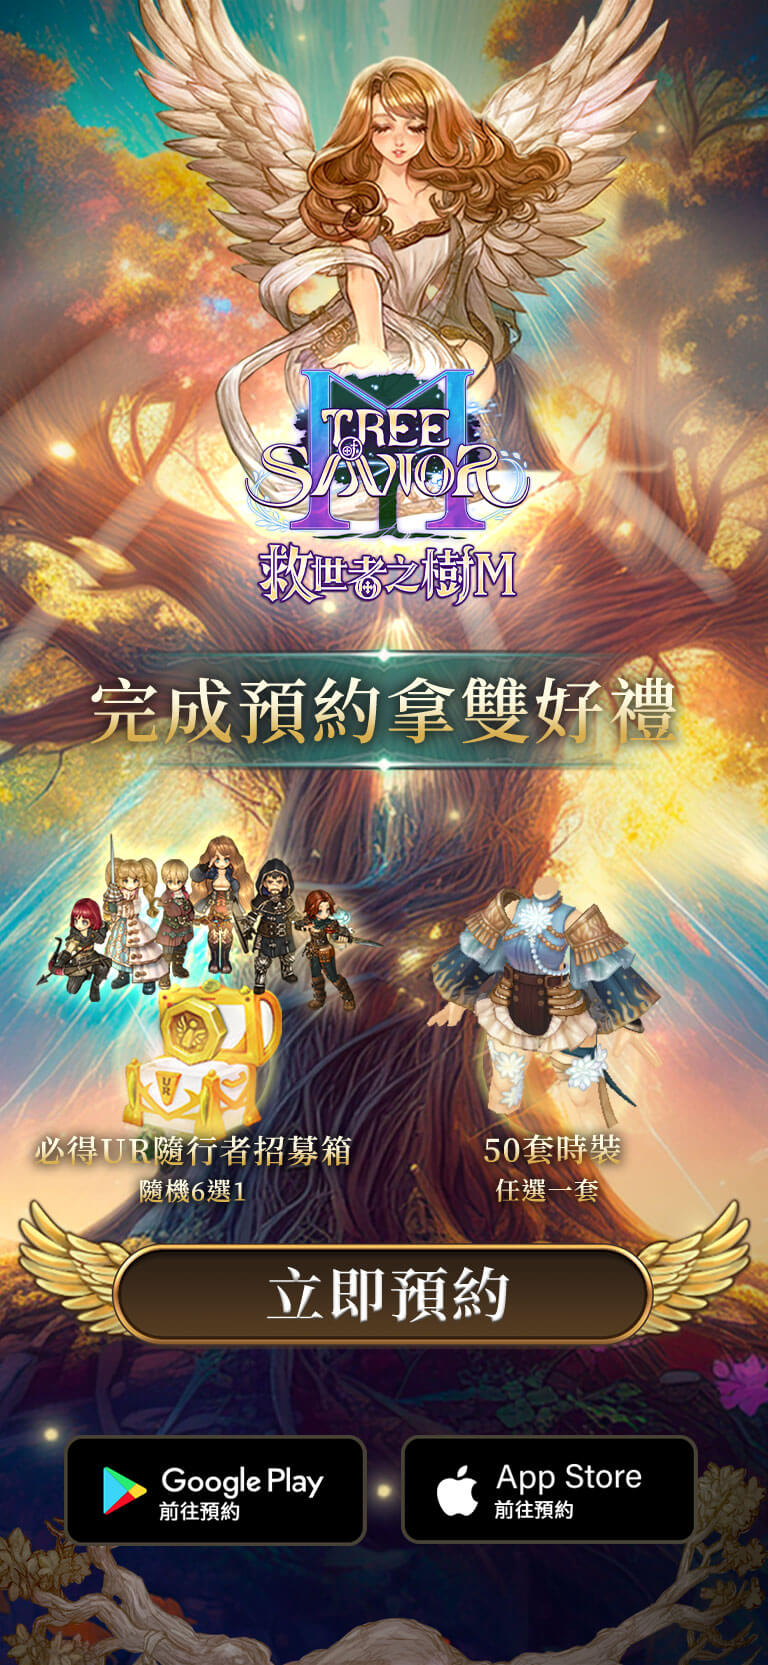 M
TREE
of
SAVIOR
救世者之樹M
完成預約拿雙好禮
UR
必得UR隨行者招募箱
隨機6選1
50套時裝
任選一套
立即預約
Google Play
前往預約
App Store
前往預約